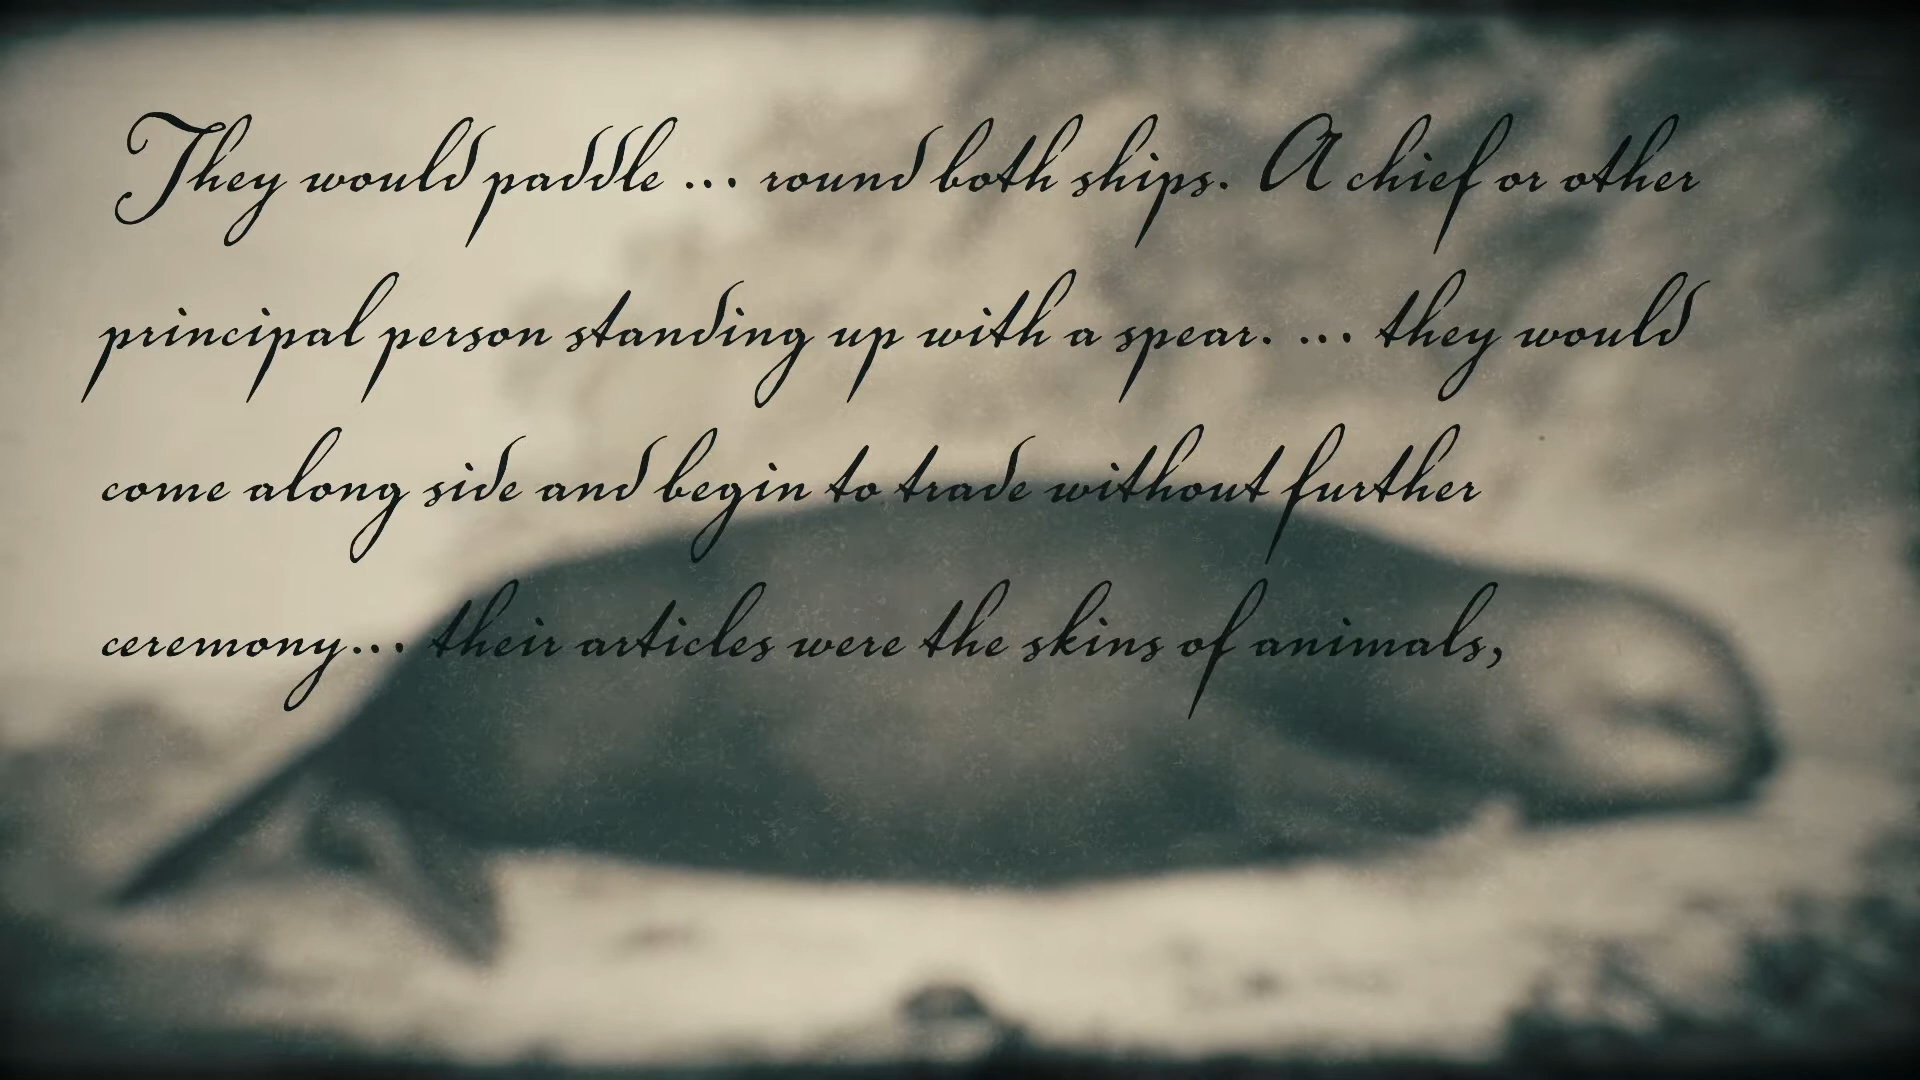 They would paddle ... round both ships. A chief or other
principal person standing up with a spear. ... they would
come along side and begin to trade without further
ceremony... their articles were the skins of animals,